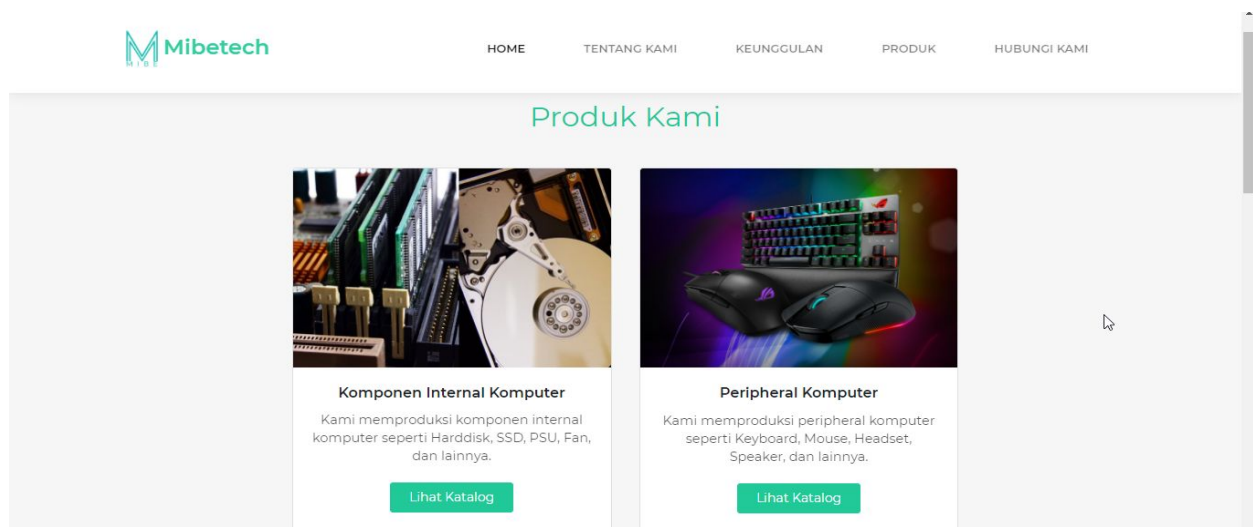 MIBE
Mibetech
HOME
TENTANG KAMI
KEUNGGULAN
PRODUK
HUBUNGI KAMI
Produk Kami
Komponen Internal Komputer
Kami memproduksi komponen internal
komputer seperti Harddisk, SSD, PSU, Fan,
dan lainnya.
Lihat Katalog
Peripheral Komputer
Kami memproduksi peripheral komputer
seperti Keyboard, Mouse, Headset,
Speaker, dan lainnya.
Lihat Katalog